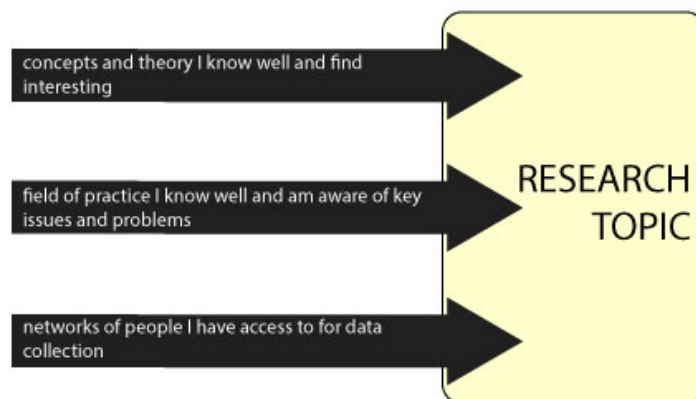 concepts and theory I know well and find
interesting
field of practice I know well and am aware of key
issues and problems
RESEARCH
TOPIC
networks of people I have access to for data
collection